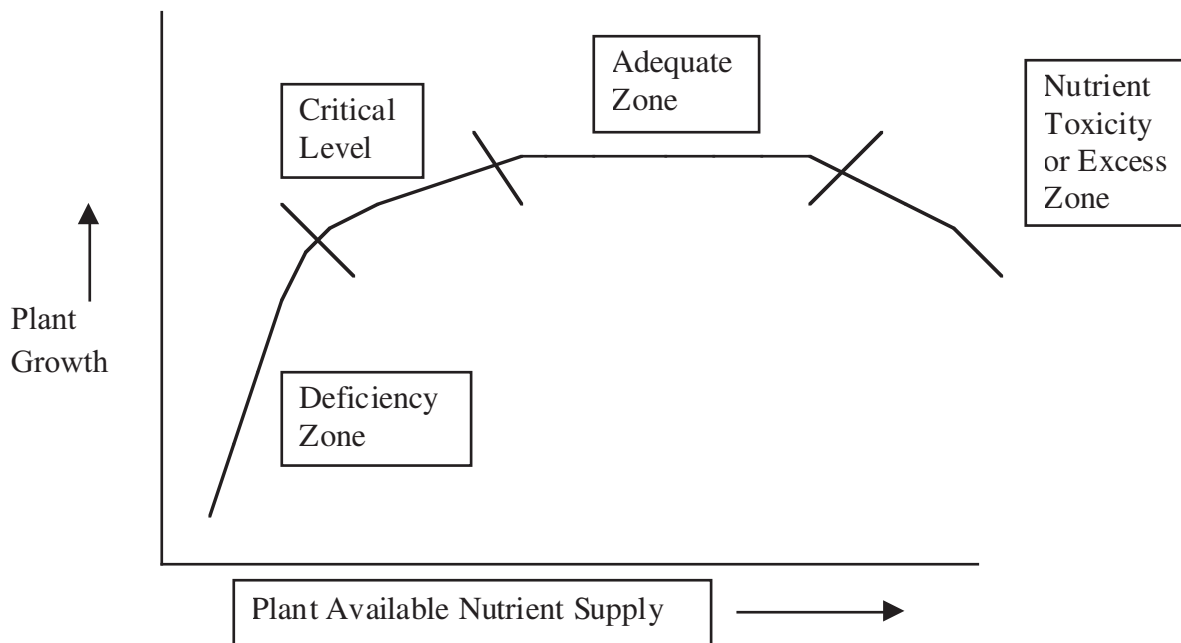 Adequate
Zone
Critical
Level
Nutrient
Toxicity
or Excess
Zone
Plant
Growth
Deficiency
Zone
Plant Available Nutrient Supply